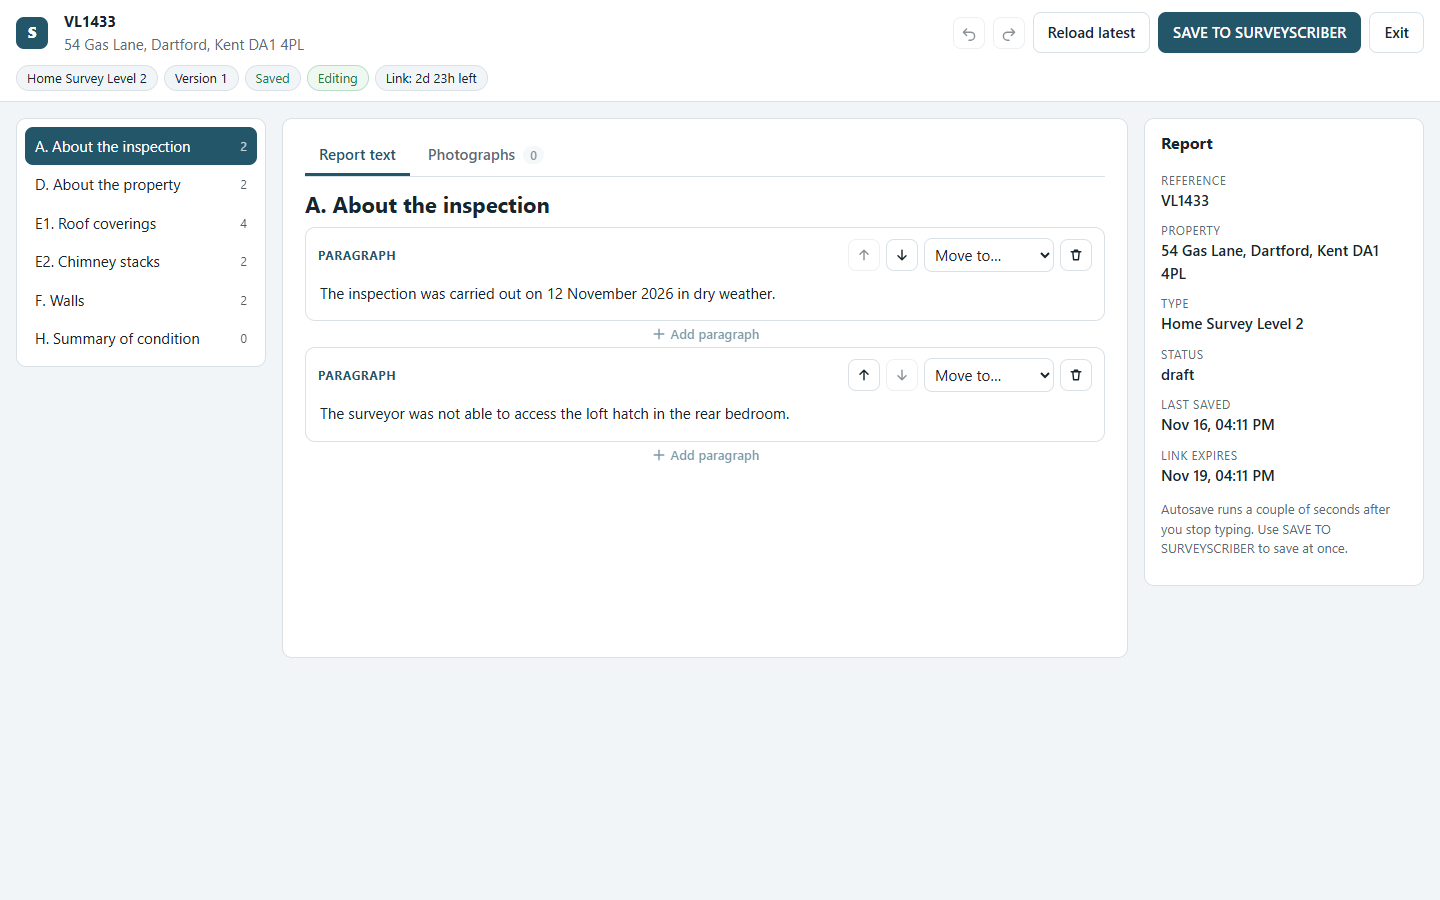 S
VL1433
54 Gas Lane, Dartford, Kent DA1 4PL
Reload latest
SAVE TO SURVEYSCRIBER
Exit
Home Survey Level 2
Version 1
Saved
Editing
Link: 2d 23h left
A. About the inspection 2
D. About the property 2
E1. Roof coverings 4
E2. Chimney stacks 2
F. Walls 2
H. Summary of condition 0
Report text
Photographs 0
A. About the inspection
PARAGRAPH
Move to...
The inspection was carried out on 12 November 2026 in dry weather.
Add paragraph
PARAGRAPH
Move to...
The surveyor was not able to access the loft hatch in the rear bedroom.
Add paragraph
Report
REFERENCE
VL1433
PROPERTY
54 Gas Lane, Dartford, Kent DA1
4PL
TYPE
Home Survey Level 2
STATUS
draft
LAST SAVED
Nov 16, 04:11 PM
LINK EXPIRES
Nov 19, 04:11 PM
Autosave runs a couple of seconds after
you stop typing. Use SAVE TO
SURVEYSCRIBER to save at once.